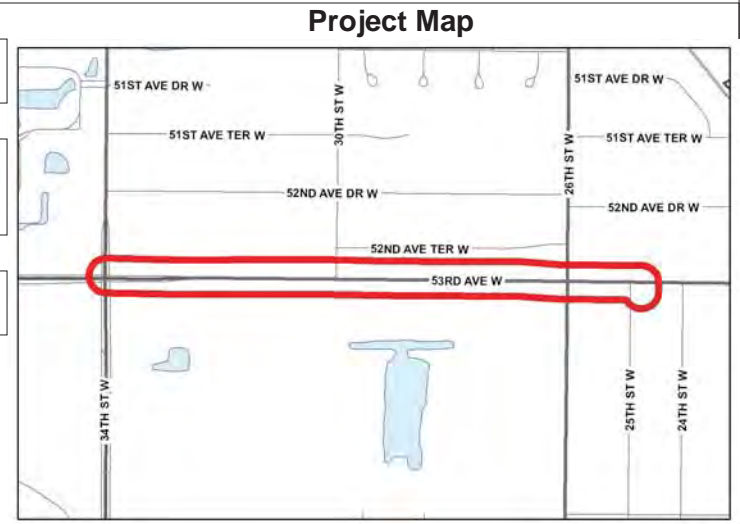 Project Map
51ST AVE DR W
51ST AVE DR W
30TH ST W
51ST AVE TER W
51ST AVE TER W
26TH ST W
52ND AVE DR W
52ND AVE DR W
52ND AVE TER W
53RD AVE W
34TH ST W
25TH ST W
24TH ST W